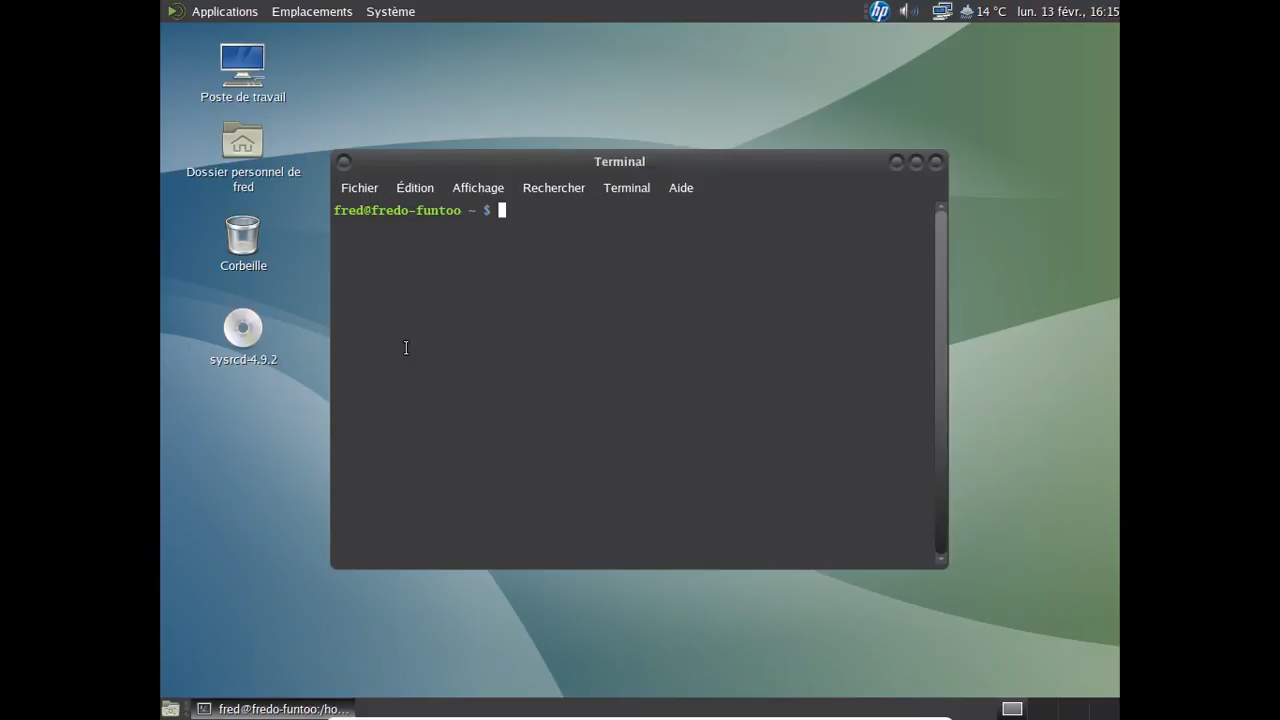 Applications Emplacements Système
hp 14 °C lun. 13 févr., 16:15
Poste de travail
Dossier personnel de
fred
Corbeille
sysrcd-4.9.2
Terminal
Fichier Édition Affichage Rechercher Terminal Aide
fred@fredo-funtoo ~ $
fred@fredo-funtoo:/ho...